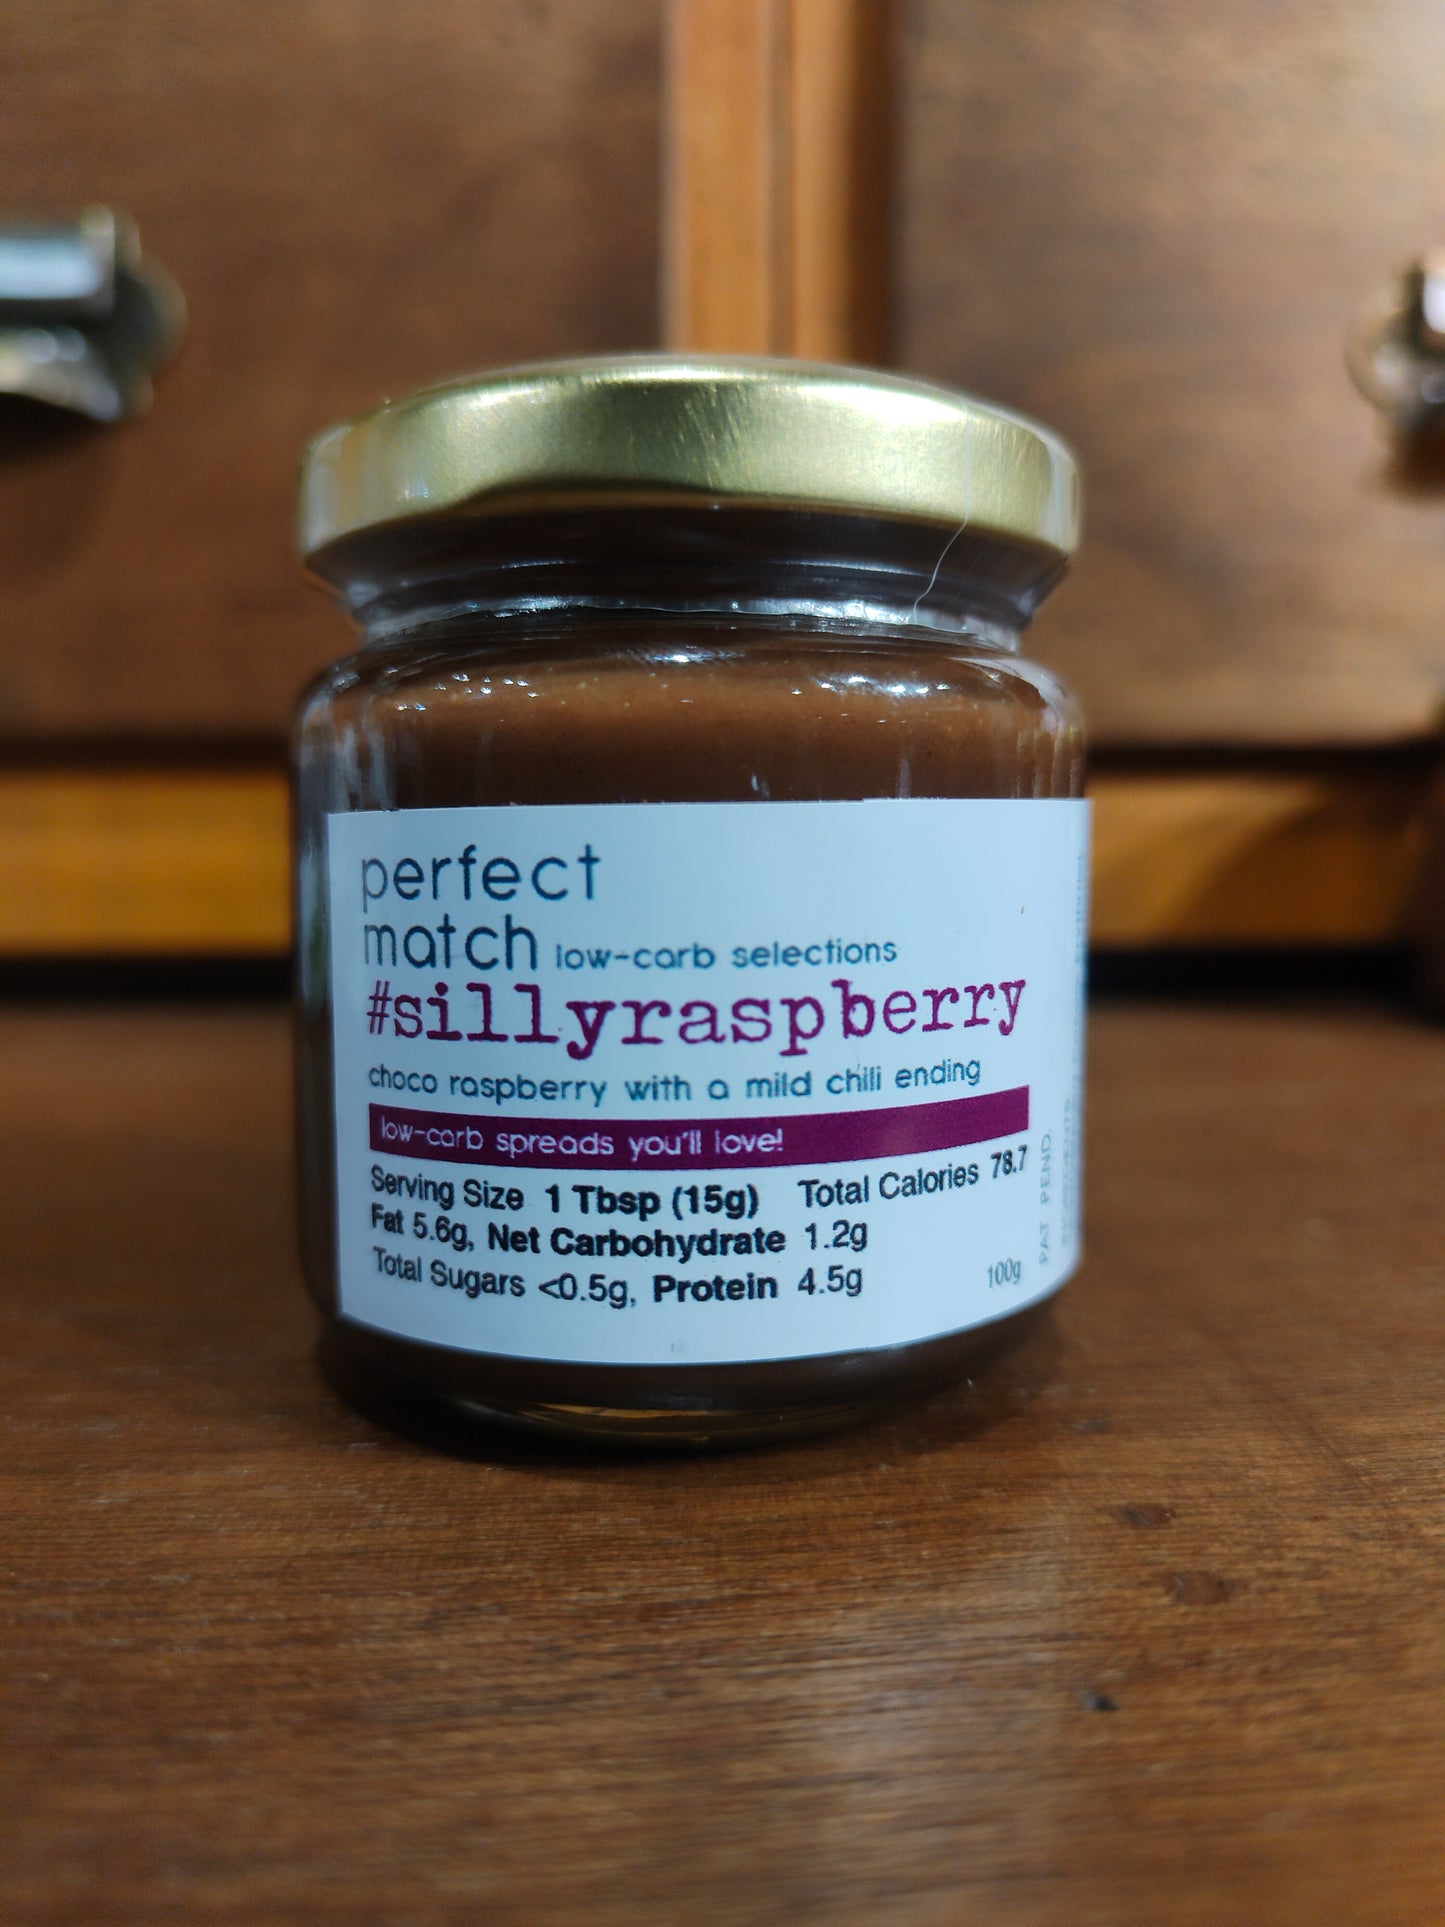 perfect
match low-carb selections
#sillyraspberry
choco raspberry with a mild chili ending
low-carb spreads you'll love!
Serving Size 1 Tbsp (15g) Total Calories 78.7
Fat 5.6g, Net Carbohydrate 1.2g
Total Sugars <0.5g, Protein 4.5g
100g
PAT. PEND.